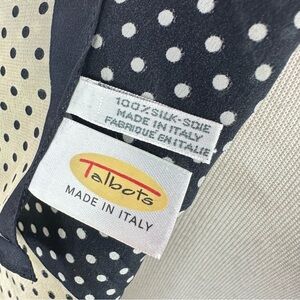 100% SILK-SOIE
MADE IN ITALY
FABRIQUE EN ITALIE
Talbots
MADE IN ITALY